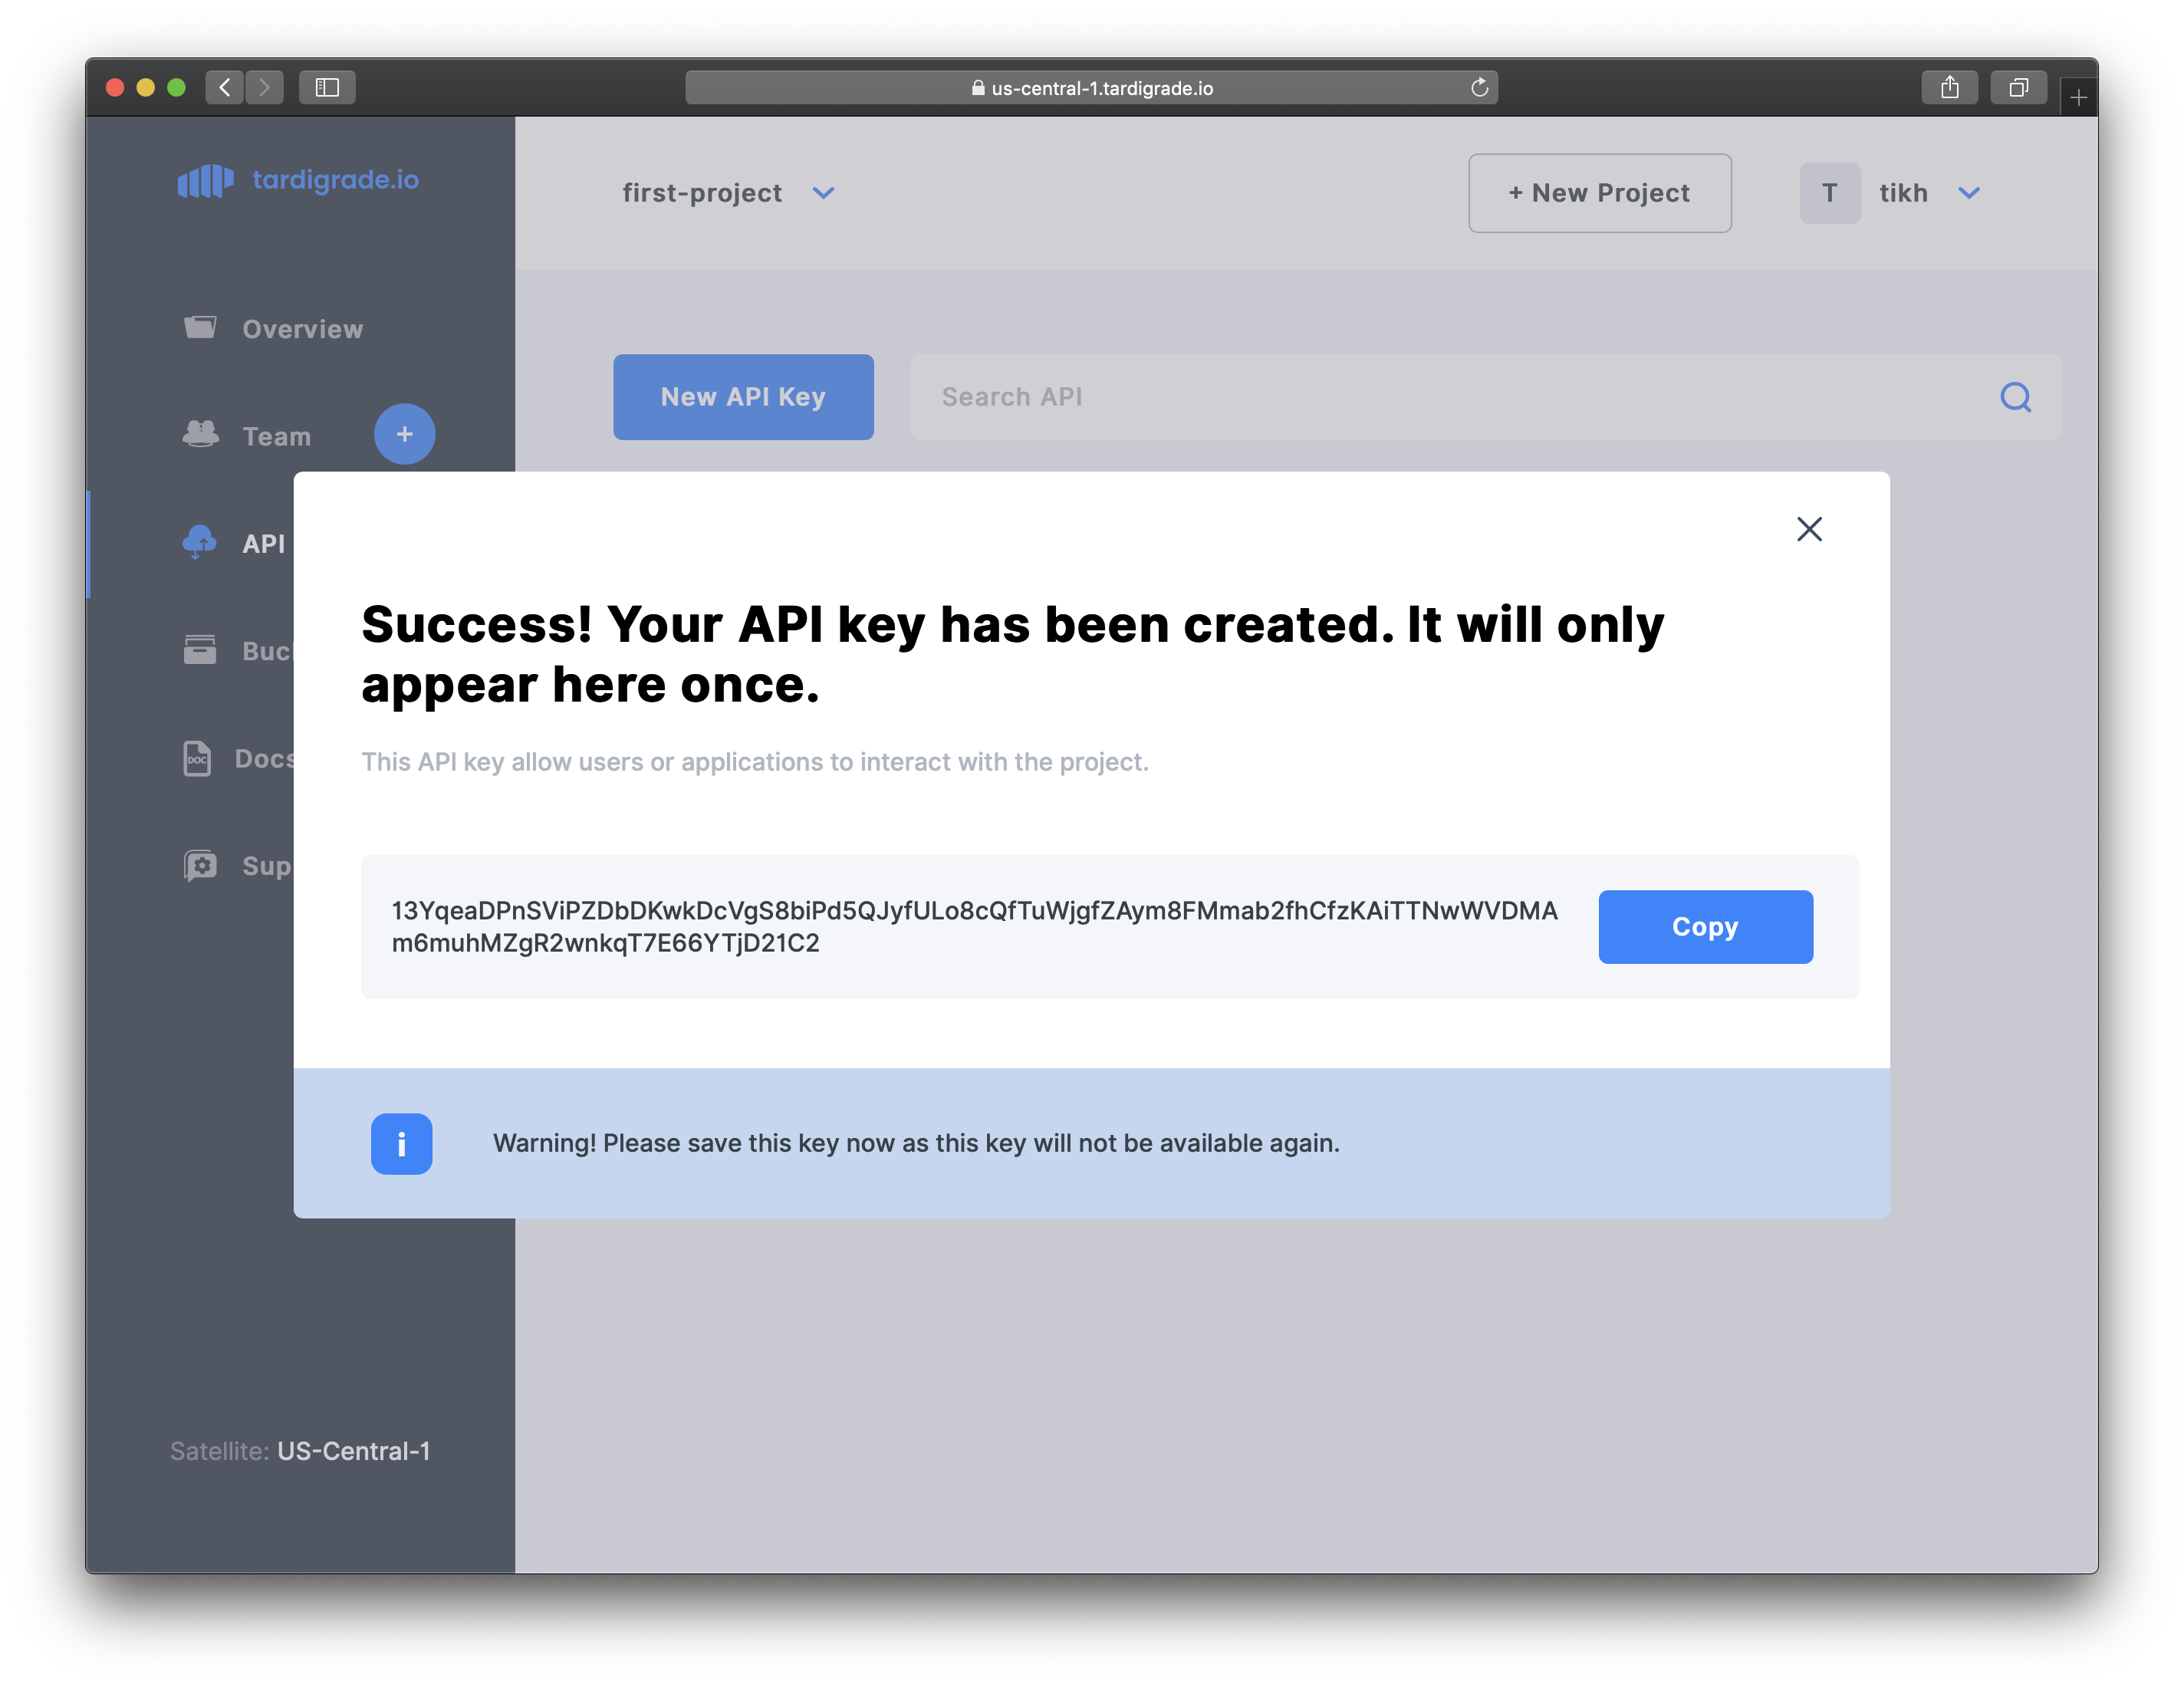 us-central-1.tardigrade.io
tardigrade.io
first-project
+ New Project
T
tikh
Overview
New API Key
Search API
Team
+
API
Success! Your API key has been created. It will only
appear here once.
Buc
This API key allow users or applications to interact with the project.
DOC
Docs
Sup
13YqeaDPnSViPZDbDKwkDcVgS8biPd5QJyfULo8cQfTuWjgfZAym8FMmab2fhCfzKAiTTNwWVDMA
m6muhMZgR2wnkqT7E66YTjD21C2
Copy
i
Warning! Please save this key now as this key will not be available again.
Satellite: US-Central-1